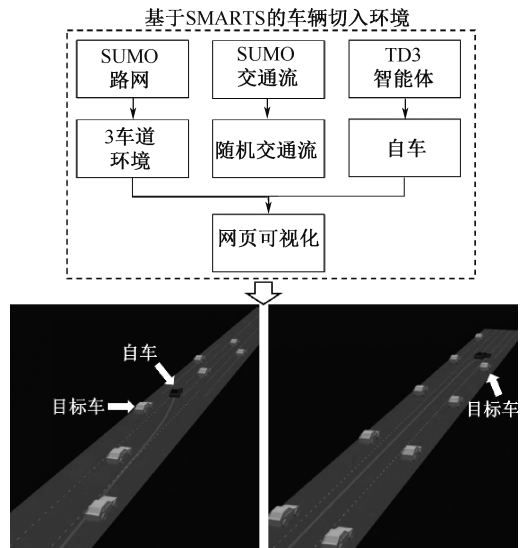 基于SMARTS的车辆切入环境
SUMO
路网
SUMO
交通流
TD3
智能体
3车道
环境
随机交通流
自车
网页可视化
自车
目标车
目标车